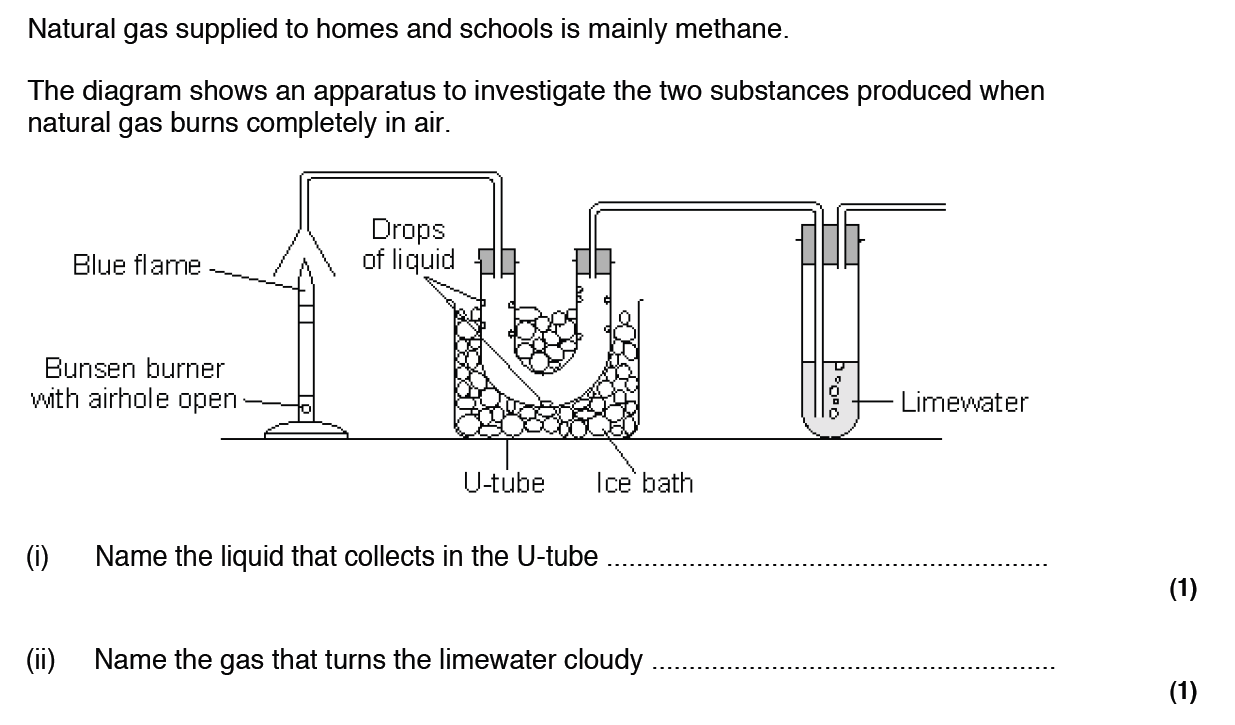 Natural gas supplied to homes and schools is mainly methane.
The diagram shows an apparatus to investigate the two substances produced when
natural gas burns completely in air.
Drops
of liquid
Blue flame
Bunsen burner
with airhole open
Limewater
U-tube
Ice bath
(i) Name the liquid that collects in the U-tube ............................................................
(1)
(ii) Name the gas that turns the limewater cloudy .......................................................
(1)